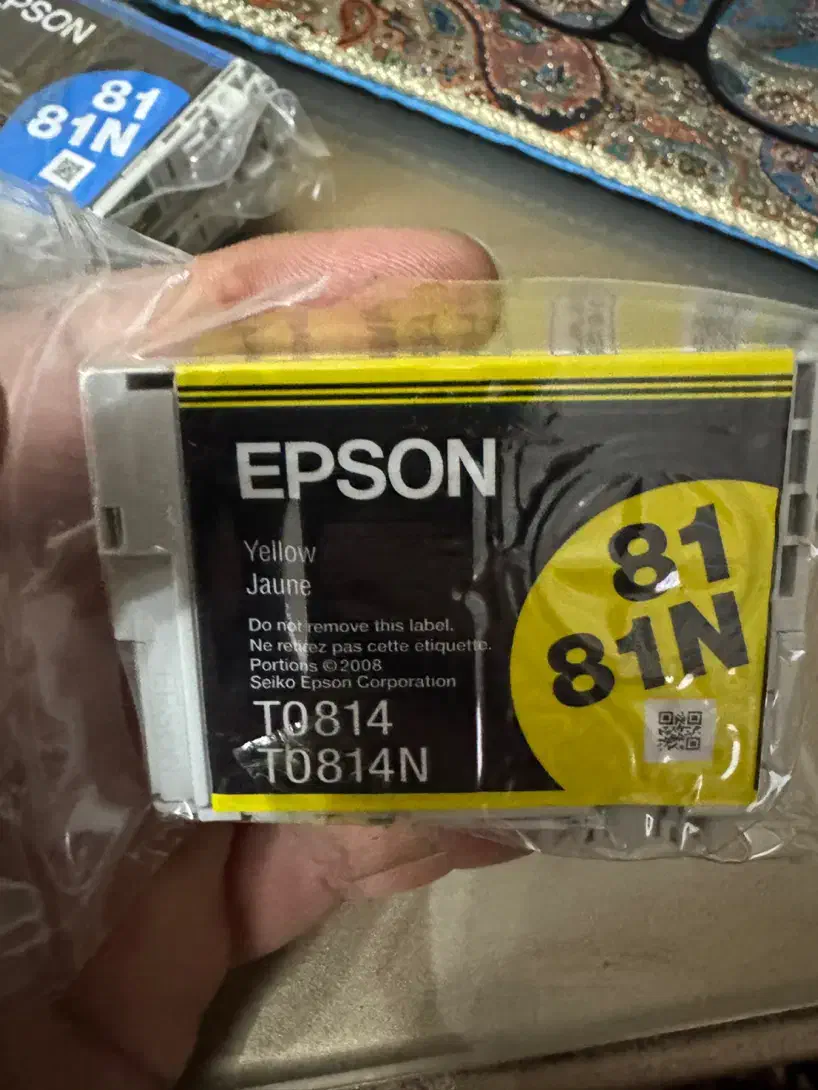 EPSON
81
81N
EPSON
Yellow
Jaune
Do not remove this label.
Ne retirez pas cette etiquette.
Portions ©2008
Seiko Epson Corporation
T0814
T0814N
81
81N